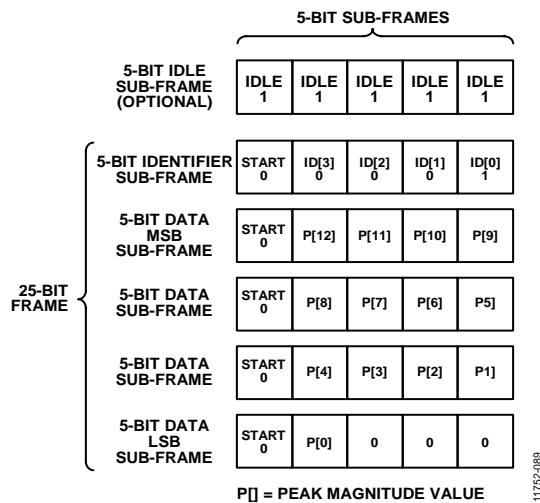 5-BIT SUB-FRAMES
5-BIT IDLE
SUB-FRAME
(OPTIONAL)
IDLE
1
IDLE
1
IDLE
1
IDLE
1
IDLE
1
25-BIT
FRAME
5-BIT IDENTIFIER
SUB-FRAME
START
0
ID[3]
0
ID[2]
0
ID[1]
0
ID[0]
1
5-BIT DATA
MSB
SUB-FRAME
START
0
P[12]
P[11]
P[10]
P[9]
5-BIT DATA
SUB-FRAME
START
0
P[8]
P[7]
P[6]
P5]
5-BIT DATA
SUB-FRAME
START
0
P[4]
P[3]
P[2]
P1]
5-BIT DATA
LSB
SUB-FRAME
START
0
P[0]
0
0
0
P[] = PEAK MAGNITUDE VALUE
11752-089